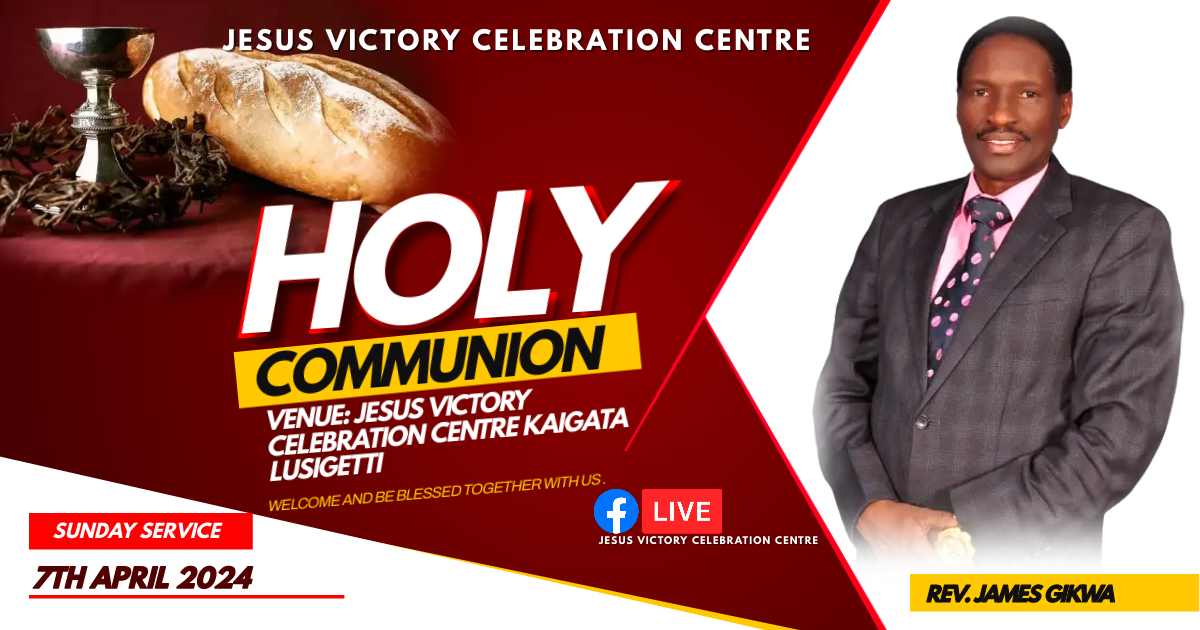 JESUS VICTORY CELEBRATION CENTRE
HOLY
COMMUNION
VENUE: JESUS VICTORY
CELEBRATION CENTRE KAIGATA
LUSIGETTI
WELCOME AND BE BLESSED TOGETHER WITH US .
f LIVE
JESUS VICTORY CELEBRATION CENTRE
SUNDAY SERVICE
7TH APRIL 2024
REV. JAMES GIKWA